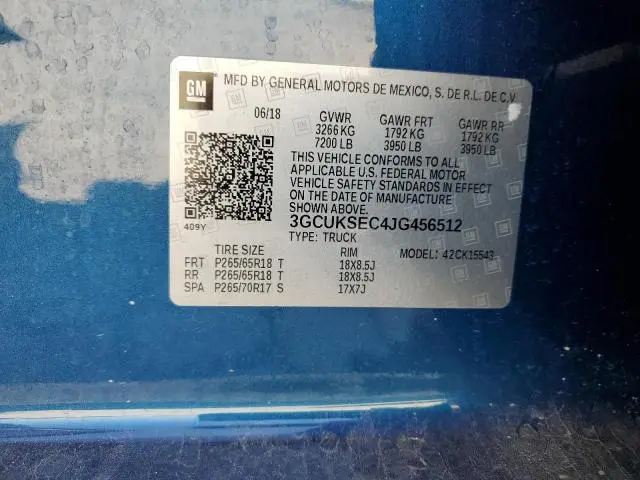 GM
MFD BY GENERAL MOTORS DE MEXICO, S. DE R.L. DE C.V.
06/18 GVWR GAWR FRT GAWR RR
3266 KG 1792 KG 1792 KG
7200 LB 3950 LB 3950 LB
THIS VEHICLE CONFORMS TO ALL
APPLICABLE U.S. FEDERAL MOTOR
VEHICLE SAFETY STANDARDS IN EFFECT
ON THE DATE OF MANUFACTURE
SHOWN ABOVE.
409Y 3GCUKSEC4JG456512
TYPE: TRUCK
TIRE SIZE RIM MODEL: 42CK15543
FRT P265/65R18 T 18X8.5J
RR P265/65R18 T 18X8.5J
SPA P265/70R17 S 17X7J